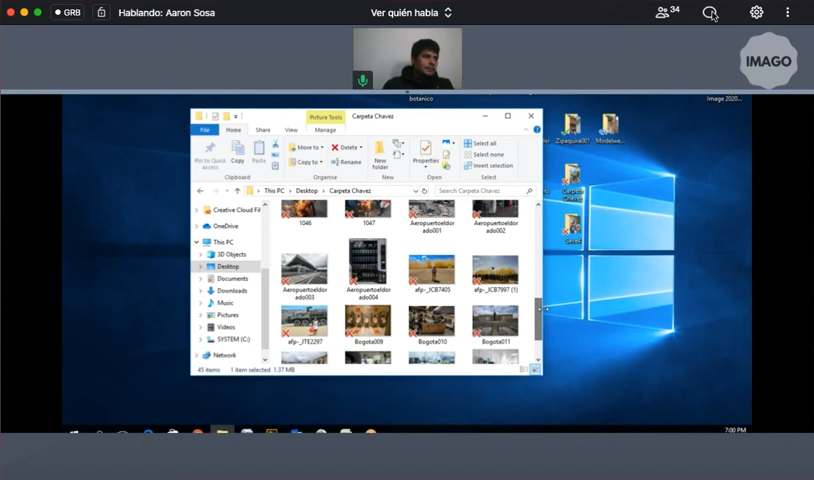 GRB
Hablando: Aaron Sosa
Ver quién habla
34
IMAGO
botanico
Image 2020...
Picture Tools
Carpeta Chavez
File
Home
Share
View
Manage
Pin to Quick access
Copy
Paste
Move to
Copy to
Delete
Rename
New folder
Properties
Select all
Select none
Invert selection
Clipboard
Organise
New
Open
Select
This PC
Desktop
Carpeta Chavez
Search Carpeta Chavez
Creative Cloud Fil
OneDrive
This PC
3D Objects
Desktop
Documents
Downloads
Music
Pictures
Videos
SYSTEM (C:)
Network
1046
1047
Aeropuertoeldorado001
Aeropuertoeldorado002
Aeropuertoeldorado003
Aeropuertoeldorado004
afp-_JCB7405
afp-_JCB7997 (1)
afp-_JTE2297
Bogota009
Bogota010
Bogota011
45 items
1 item selected 1.37 MB
Zipaquira001
Carpeta Chavez
7:00 PM